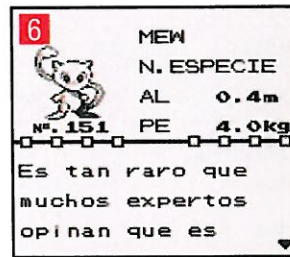 6
MEW
N.ESPECIE
AL 0.4m
Nº.151 PE 4.0kg
Es tan raro que
muchos expertos
opinan que es